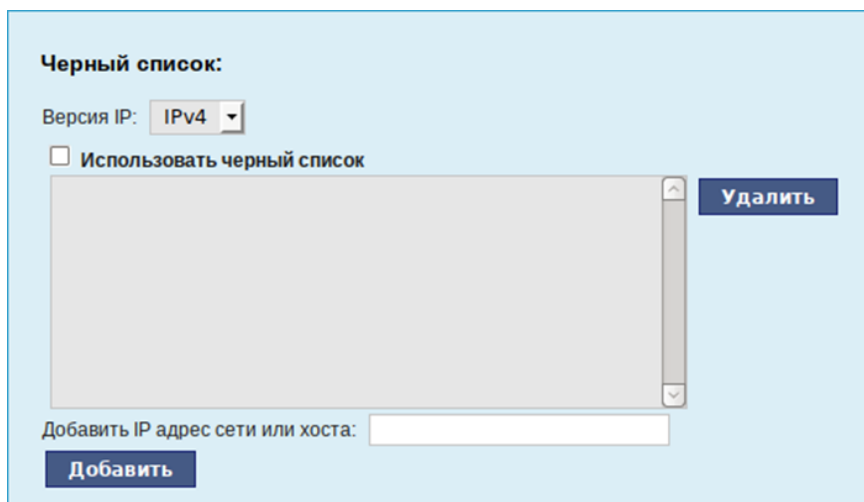 Черный список:
Версия IP: IPv4
Использовать черный список
Удалить
Добавить IP адрес сети или хоста:
Добавить